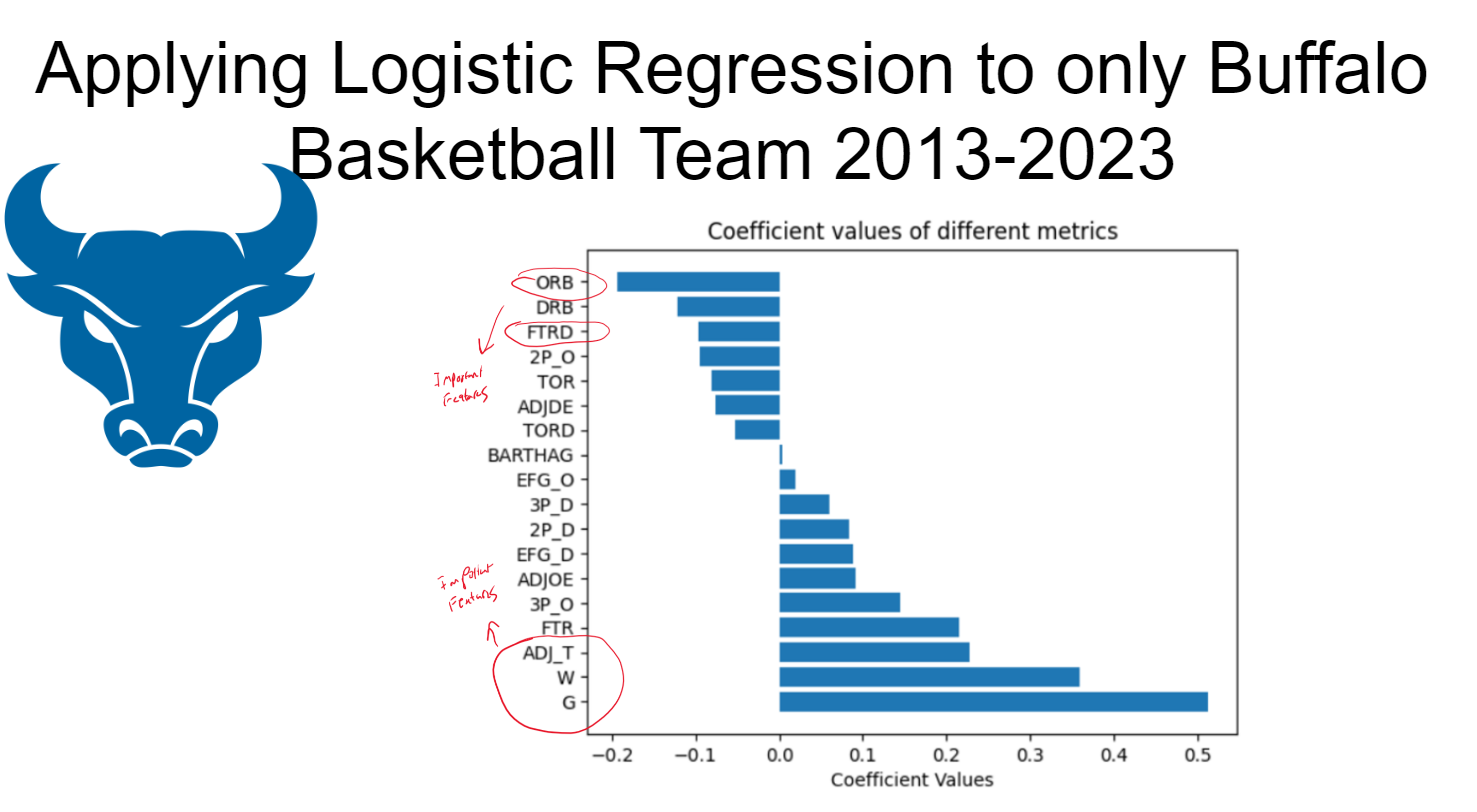 Applying Logistic Regression to only Buffalo
Basketball Team 2013-2023
Coefficient values of different metrics
ORB
DRB
FTRD
2P_O
TOR
ADJDE
TORD
BARTHAG
EFG_O
3P_D
2P_D
EFG_D
ADJOE
3P_O
FTR
ADJ_T
W
G
Important
Features
Important
Features
−0.2 −0.1 0.0 0.1 0.2 0.3 0.4 0.5
Coefficient Values